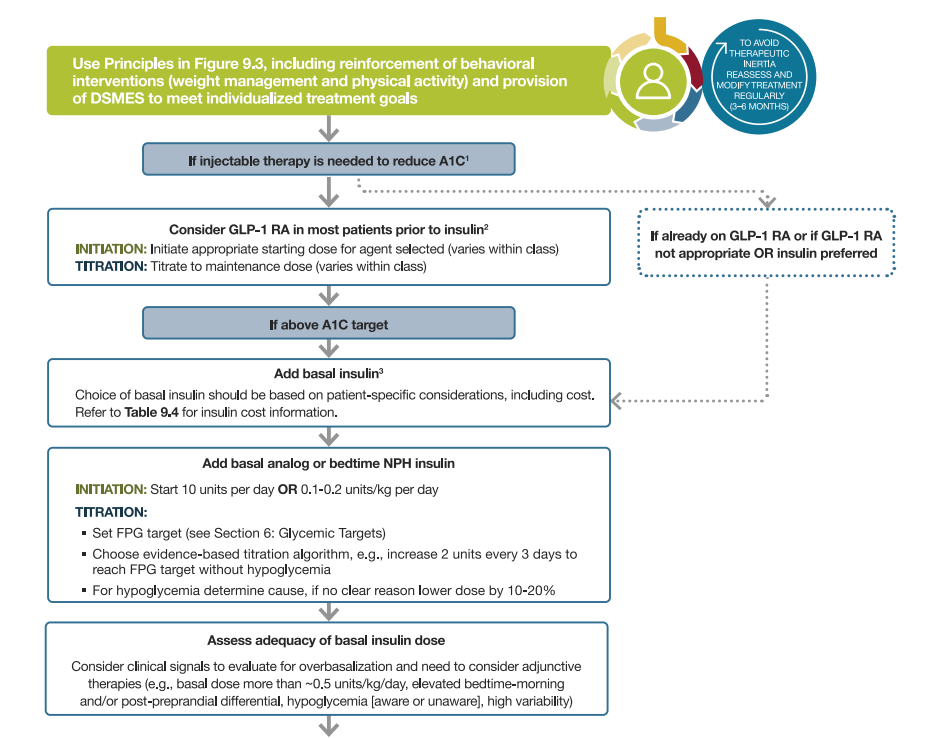 Use Principles in Figure 9.3, including reinforcement of behavioral
interventions (weight management and physical activity) and provision
of DSMES to meet individualized treatment goals
TO AVOID
THERAPEUTIC
INERTIA
REASSESS AND
MODIFY TREATMENT
REGULARLY
(3–6 MONTHS)
If injectable therapy is needed to reduce A1C¹
Consider GLP-1 RA in most patients prior to insulin²
INITIATION: Initiate appropriate starting dose for agent selected (varies within class)
TITRATION: Titrate to maintenance dose (varies within class)
If already on GLP-1 RA or if GLP-1 RA
not appropriate OR insulin preferred
If above A1C target
Add basal insulin³
Choice of basal insulin should be based on patient-specific considerations, including cost.
Refer to Table 9.4 for insulin cost information.
Add basal analog or bedtime NPH insulin
INITIATION: Start 10 units per day OR 0.1-0.2 units/kg per day
TITRATION:
▪ Set FPG target (see Section 6: Glycemic Targets)
▪ Choose evidence-based titration algorithm, e.g., increase 2 units every 3 days to
reach FPG target without hypoglycemia
▪ For hypoglycemia determine cause, if no clear reason lower dose by 10-20%
Assess adequacy of basal insulin dose
Consider clinical signals to evaluate for overbasalization and need to consider adjunctive
therapies (e.g., basal dose more than ~0.5 units/kg/day, elevated bedtime-morning
and/or post-preprandial differential, hypoglycemia [aware or unaware], high variability)